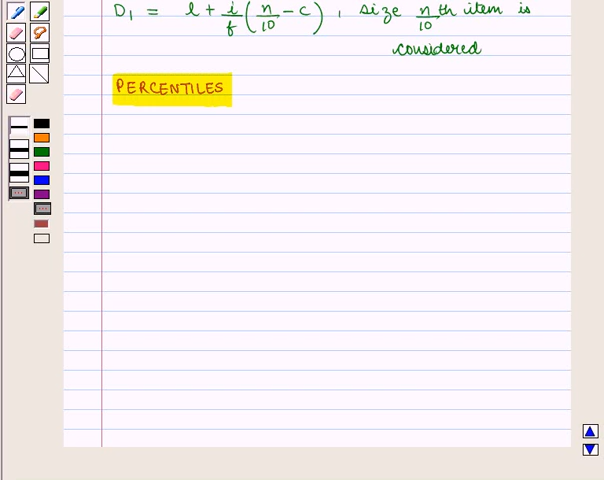 D₁ = l + i/f (n/10 − c) , size n/10 th item is
considered
PERCENTILES